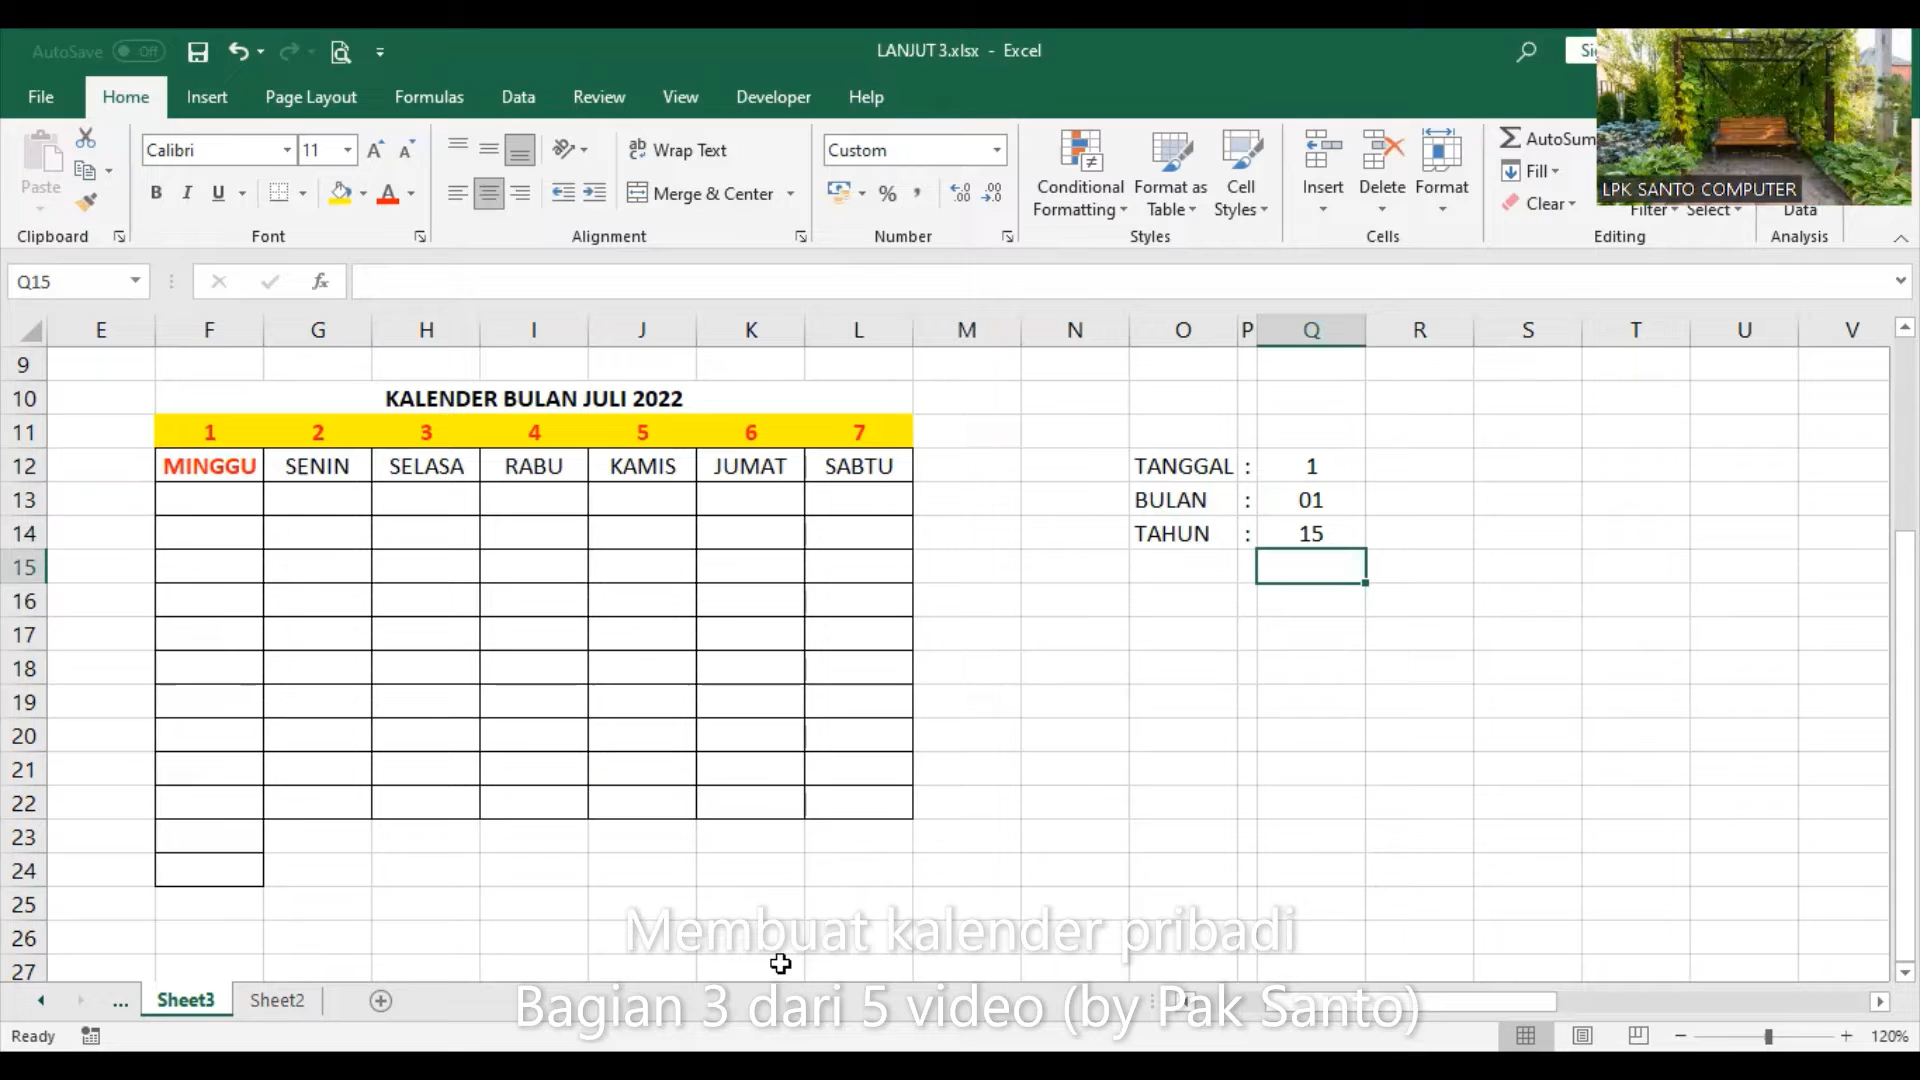 AutoSave Off
LANJUT 3.xlsx - Excel
File Home Insert Page Layout Formulas Data Review View Developer Help
LPK SANTO COMPUTER
Paste
Clipboard
Calibri 11
B I U A
Font
Wrap Text
Merge & Center
Alignment
Custom
%
Number
Conditional Formatting
Format as Table
Cell Styles
Styles
Insert Delete Format
Cells
AutoSum
Fill
Clear
Filter Select
Editing
Data
Analysis
Q15 fx
E F G H I J K L M N O P Q R S T U V
9
10 KALENDER BULAN JULI 2022
11 1 2 3 4 5 6 7
12 MINGGU SENIN SELASA RABU KAMIS JUMAT SABTU TANGGAL : 1
13 BULAN : 01
14 TAHUN : 15
15
16
17
18
19
20
21
22
23
24
25
26
27
Membuat kalender pribadi
Bagian 3 dari 5 video (by Pak Santo)
... Sheet3 Sheet2
Ready 120%